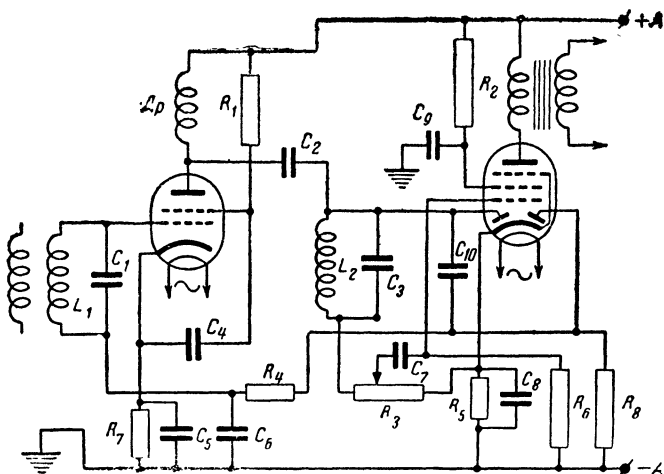 +A
Др
R₁
R₂
C₉
C₂
C₁
L₁
L₂
C₃
C₁₀
C₄
R₄
C₇
R₃
R₇
C₅
C₆
R₅
C₈
R₆
R₈
-A